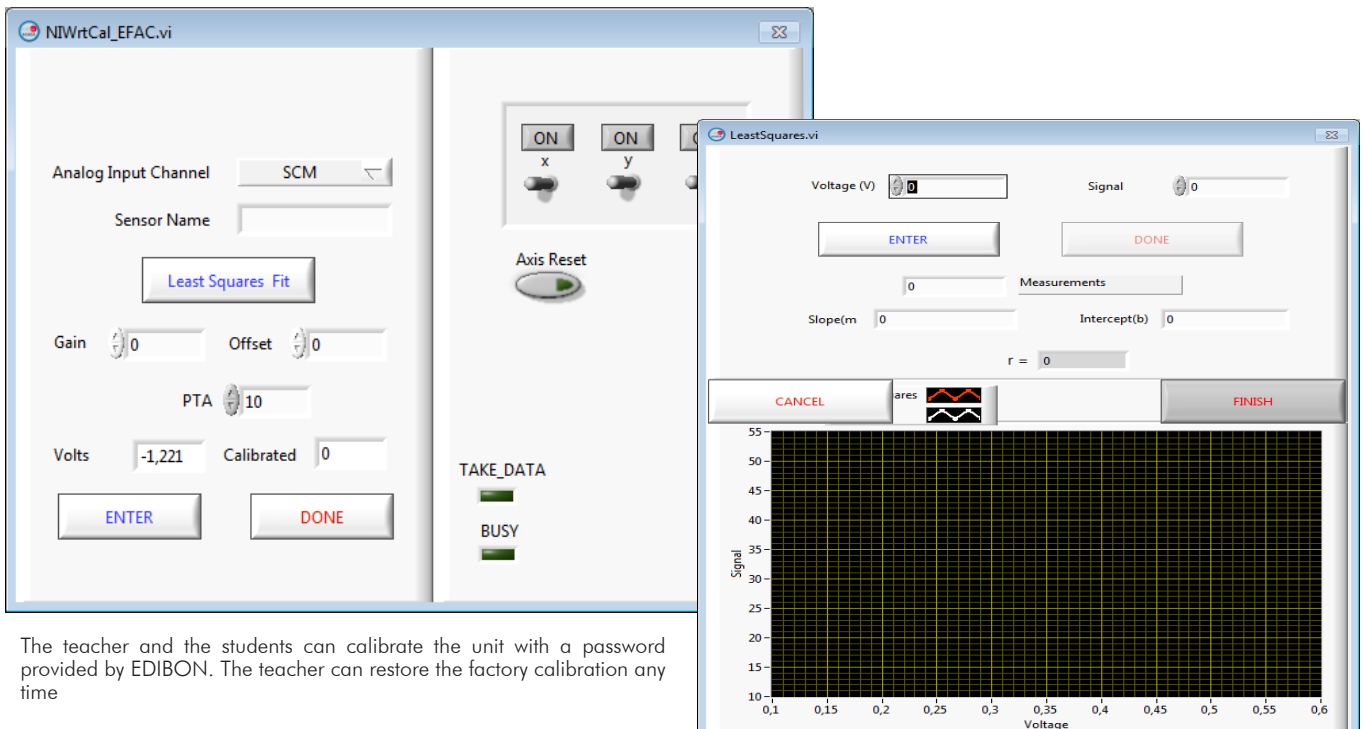 NIWrtCal_EFAC.vi
Analog Input Channel SCM
Sensor Name
Least Squares Fit
Gain 0 Offset 0
PTA 10
Volts -1,221 Calibrated 0
ENTER DONE
ON ON
x y
Axis Reset
TAKE_DATA
BUSY
LeastSquares.vi
Voltage (V) 0 Signal 0
ENTER DONE
0 Measurements
Slope(m 0 Intercept(b) 0
r = 0
CANCEL ares FINISH
55
50
45
40
35
30
25
20
15
10
Signal
0,1 0,15 0,2 0,25 0,3 0,35 0,4 0,45 0,5 0,55 0,6
Voltage
The teacher and the students can calibrate the unit with a password
provided by EDIBON. The teacher can restore the factory calibration any
time